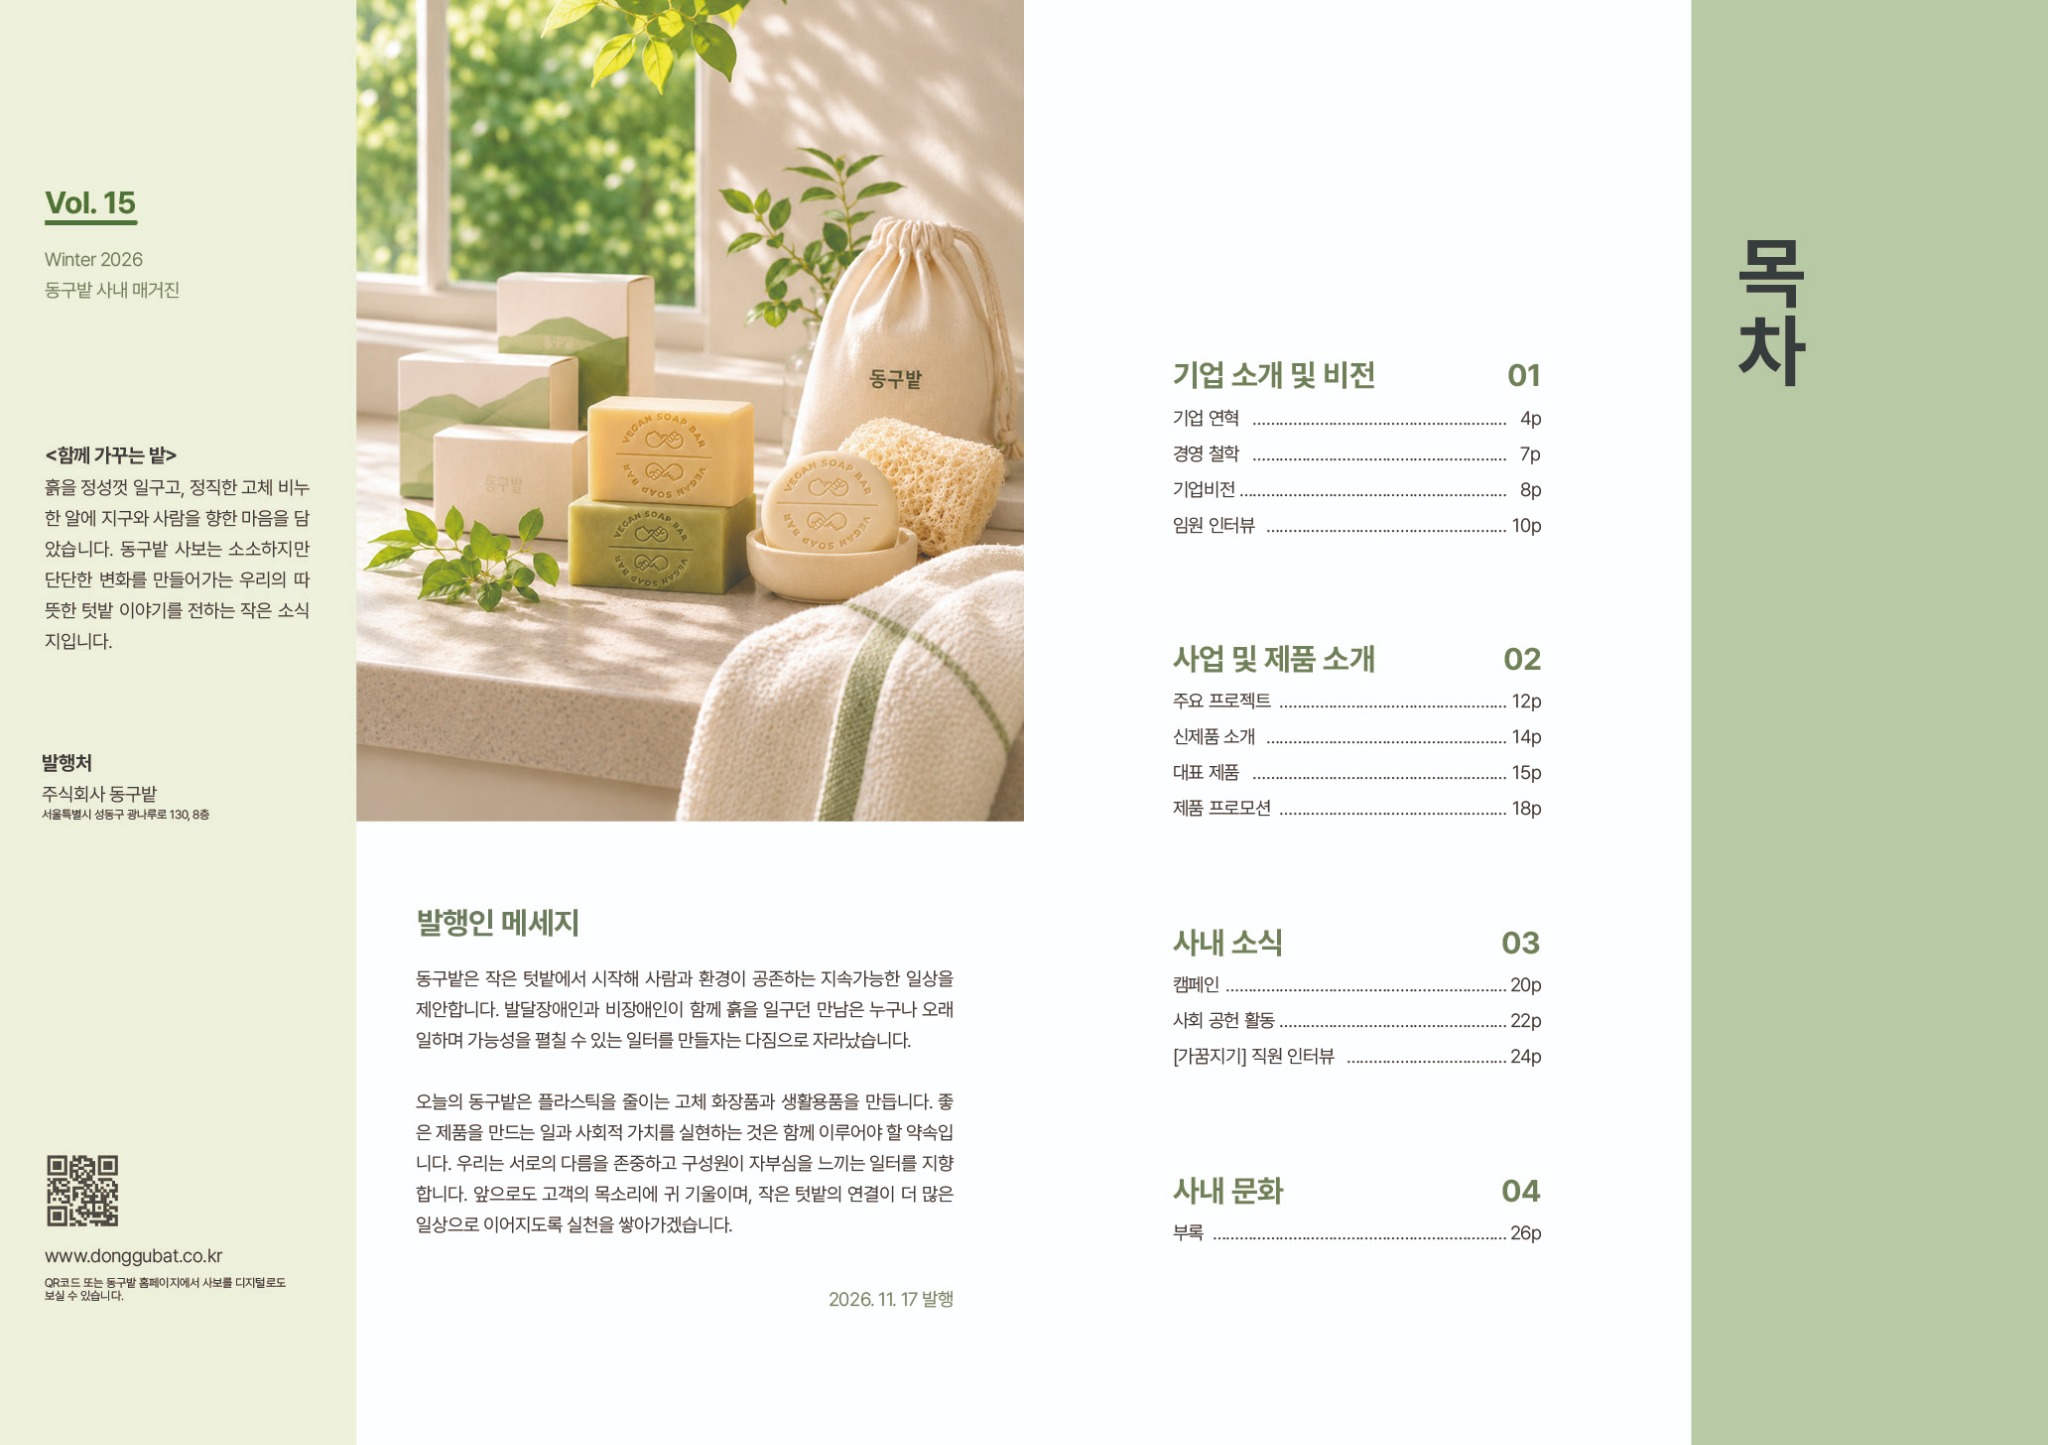 Vol. 15
Winter 2026
동구밭 사내 매거진
<함께 가꾸는 밭>
흙을 정성껏 일구고, 정직한 고체 비누
한 알에 지구와 사람을 향한 마음을 담
았습니다. 동구밭 사보는 소소하지만
단단한 변화를 만들어가는 우리의 따
뜻한 텃밭 이야기를 전하는 작은 소식
지입니다.
발행처
주식회사 동구밭
서울특별시 성동구 광나루로 130, 8층
www.donggubat.co.kr
QR코드 또는 동구밭 홈페이지에서 사보를 디지털로도
보실 수 있습니다.
동구밭
동구밭
VEGAN SOAP BAR
VEGAN SOAP BAR
VEGAN SOAP BAR
VEGAN SOAP BAR
VEGAN SOAP BAR
VEGAN SOAP BAR
발행인 메세지
동구밭은 작은 텃밭에서 시작해 사람과 환경이 공존하는 지속가능한 일상을
제안합니다. 발달장애인과 비장애인이 함께 흙을 일구던 만남은 누구나 오래
일하며 가능성을 펼칠 수 있는 일터를 만들자는 다짐으로 자라났습니다.
오늘의 동구밭은 플라스틱을 줄이는 고체 화장품과 생활용품을 만듭니다. 좋
은 제품을 만드는 일과 사회적 가치를 실현하는 것은 함께 이루어야 할 약속입
니다. 우리는 서로의 다름을 존중하고 구성원이 자부심을 느끼는 일터를 지향
합니다. 앞으로도 고객의 목소리에 귀 기울이며, 작은 텃밭의 연결이 더 많은
일상으로 이어지도록 실천을 쌓아가겠습니다.
2026. 11. 17 발행
목
차
기업 소개 및 비전 01
기업 연혁 4p
경영 철학 7p
기업비전 8p
임원 인터뷰 10p
사업 및 제품 소개 02
주요 프로젝트 12p
신제품 소개 14p
대표 제품 15p
제품 프로모션 18p
사내 소식 03
캠페인 20p
사회 공헌 활동 22p
[가꿈지기] 직원 인터뷰 24p
사내 문화 04
부록 26p